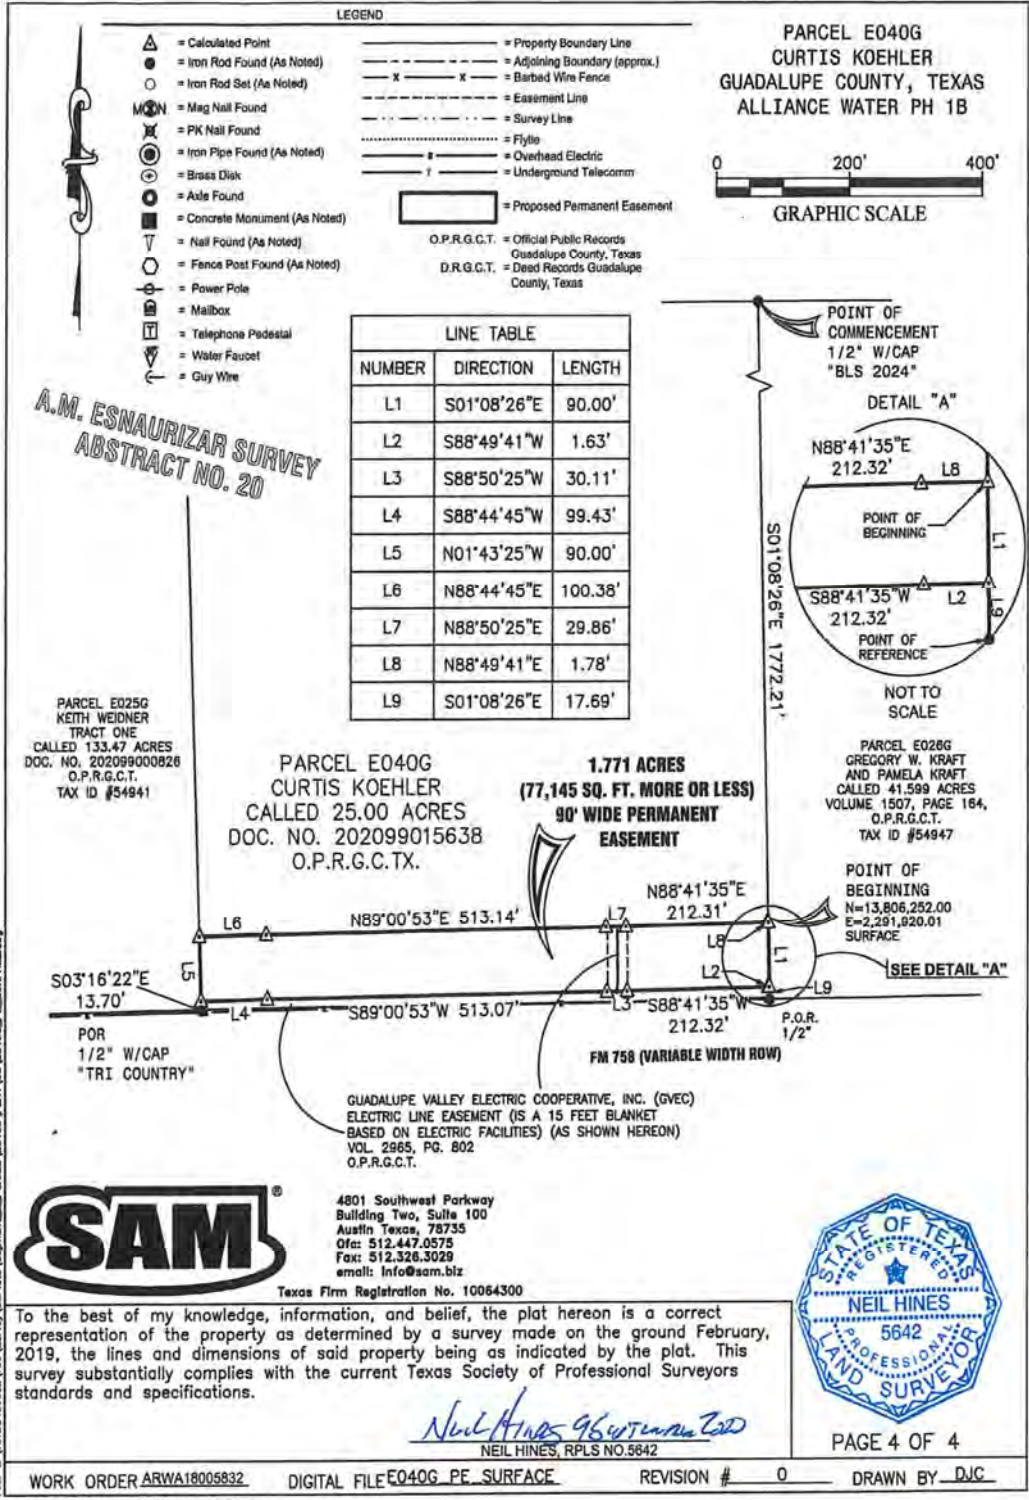 LEGEND
= Calculated Point
= Iron Rod Found (As Noted)
= Iron Rod Set (As Noted)
= Mag Nail Found
= PK Nail Found
= Iron Pipe Found (As Noted)
= Brass Disk
= Axle Found
= Concrete Monument (As Noted)
= Nail Found (As Noted)
= Fence Post Found (As Noted)
= Power Pole
= Mailbox
T = Telephone Pedestal
= Water Faucet
= Guy Wire
= Property Boundary Line
= Adjoining Boundary (approx.)
x x = Barbed Wire Fence
= Easement Line
= Survey Line
= Flytie
= Overhead Electric
= Underground Telecomm
= Proposed Permanent Easement
O.P.R.G.C.T. = Official Public Records
Guadalupe County, Texas
D.R.G.C.T. = Deed Records Guadalupe
County, Texas
PARCEL E040G
CURTIS KOEHLER
GUADALUPE COUNTY, TEXAS
ALLIANCE WATER PH 1B
0 200' 400'
GRAPHIC SCALE
A.M. ESNAURIZAR SURVEY
ABSTRACT NO. 20
LINE TABLE
NUMBER DIRECTION LENGTH
L1 S01°08'26"E 90.00'
L2 S88°49'41"W 1.63'
L3 S88°50'25"W 30.11'
L4 S88°44'45"W 99.43'
L5 N01°43'25"W 90.00'
L6 N88°44'45"E 100.38'
L7 N88°50'25"E 29.86'
L8 N88°49'41"E 1.78'
L9 S01°08'26"E 17.69'
POINT OF
COMMENCEMENT
1/2" W/CAP
"BLS 2024"
DETAIL "A"
N88°41'35"E
212.32'
L8
POINT OF
BEGINNING
L1
S88°41'35"W
212.32'
L2
L9
POINT OF
REFERENCE
NOT TO
SCALE
S01°08'26"E 1772.21'
PARCEL E025G
KEITH WEIDNER
TRACT ONE
CALLED 133.47 ACRES
DOC. NO. 202099000826
O.P.R.G.C.T.
TAX ID #54941
PARCEL E040G
CURTIS KOEHLER
CALLED 25.00 ACRES
DOC. NO. 202099015638
O.P.R.G.C.TX.
1.771 ACRES
(77,145 SQ. FT. MORE OR LESS)
90' WIDE PERMANENT
EASEMENT
PARCEL E026G
GREGORY W. KRAFT
AND PAMELA KRAFT
CALLED 41.599 ACRES
VOLUME 1507, PAGE 164,
O.P.R.G.C.T.
TAX ID #54947
POINT OF
BEGINNING
N=13,806,252.00
E=2,291,920.01
SURFACE
SEE DETAIL "A"
L6
N89°00'53"E 513.14'
L7
N88°41'35"E
212.31'
L8
L1
L2
L9
L5
S03°16'22"E
13.70'
L4
S89°00'53"W 513.07'
L3
S88°41'35"W
212.32'
P.O.R.
1/2"
POR
1/2" W/CAP
"TRI COUNTRY"
FM 758 (VARIABLE WIDTH ROW)
GUADALUPE VALLEY ELECTRIC COOPERATIVE, INC. (GVEC)
ELECTRIC LINE EASEMENT (IS A 15 FEET BLANKET
BASED ON ELECTRIC FACILITIES) (AS SHOWN HEREON)
VOL. 2965, PG. 802
O.P.R.G.C.T.
SAM®
4801 Southwest Parkway
Building Two, Suite 100
Austin Texas, 78735
Ofc: 512.447.0575
Fax: 512.326.3029
email: info@sam.biz
Texas Firm Registration No. 10064300
STATE OF TEXAS
REGISTERED
NEIL HINES
5642
PROFESSIONAL
LAND SURVEYOR
To the best of my knowledge, information, and belief, the plat hereon is a correct
representation of the property as determined by a survey made on the ground February,
2019, the lines and dimensions of said property being as indicated by the plat. This
survey substantially complies with the current Texas Society of Professional Surveyors
standards and specifications.
Neil Hines 9 September 2020
NEIL HINES, RPLS NO.5642
PAGE 4 OF 4
WORK ORDER ARWA18005832 DIGITAL FILE E040G PE SURFACE REVISION # 0 DRAWN BY DJC